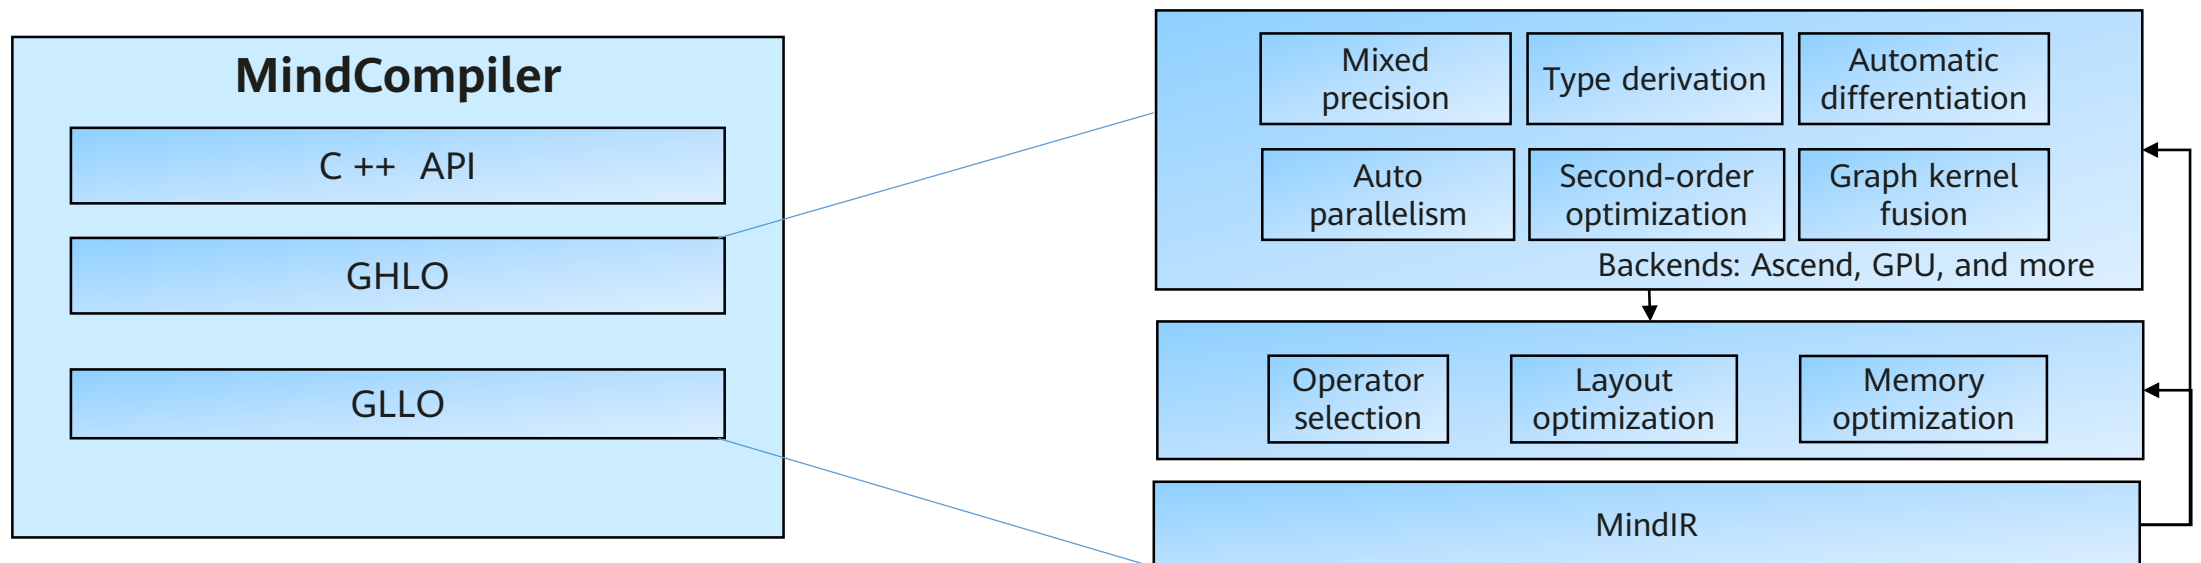 MindCompiler
C ++ API
GHLO
GLLO
Mixed
precision
Type derivation
Automatic
differentiation
Auto
parallelism
Second-order
optimization
Graph kernel
fusion
Backends: Ascend, GPU, and more
Operator
selection
Layout
optimization
Memory
optimization
MindIR